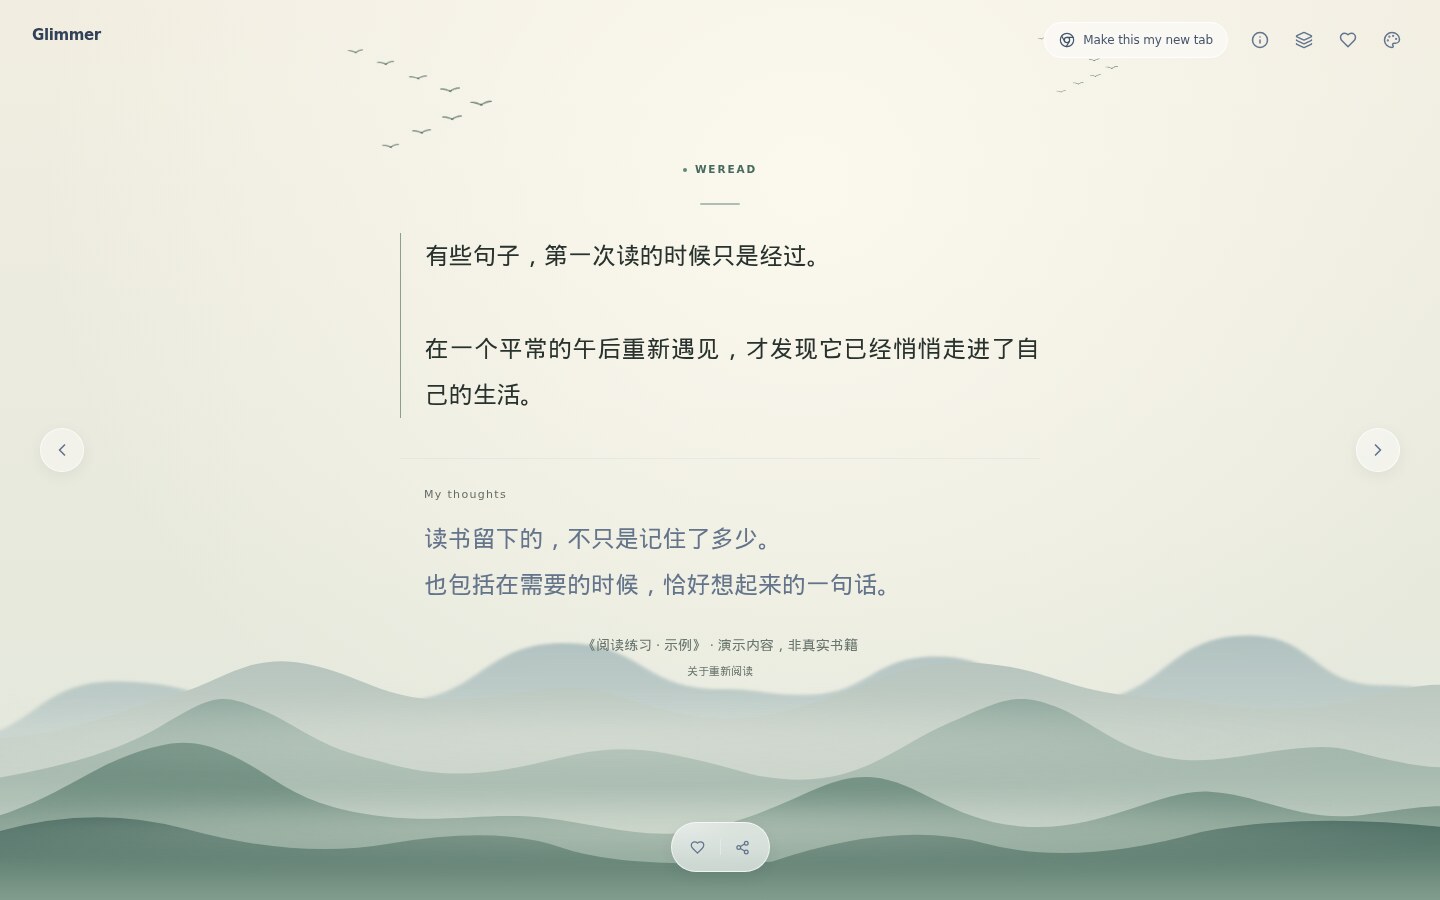 Glimmer
Make this my new tab
• WEREAD
有些句子，第一次读的时候只是经过。
在一个平常的午后重新遇见，才发现它已经悄悄走进了自
己的生活。
My thoughts
读书留下的，不只是记住了多少。
也包括在需要的时候，恰好想起来的一句话。
《阅读练习 · 示例》 · 演示内容，非真实书籍
关于重新阅读